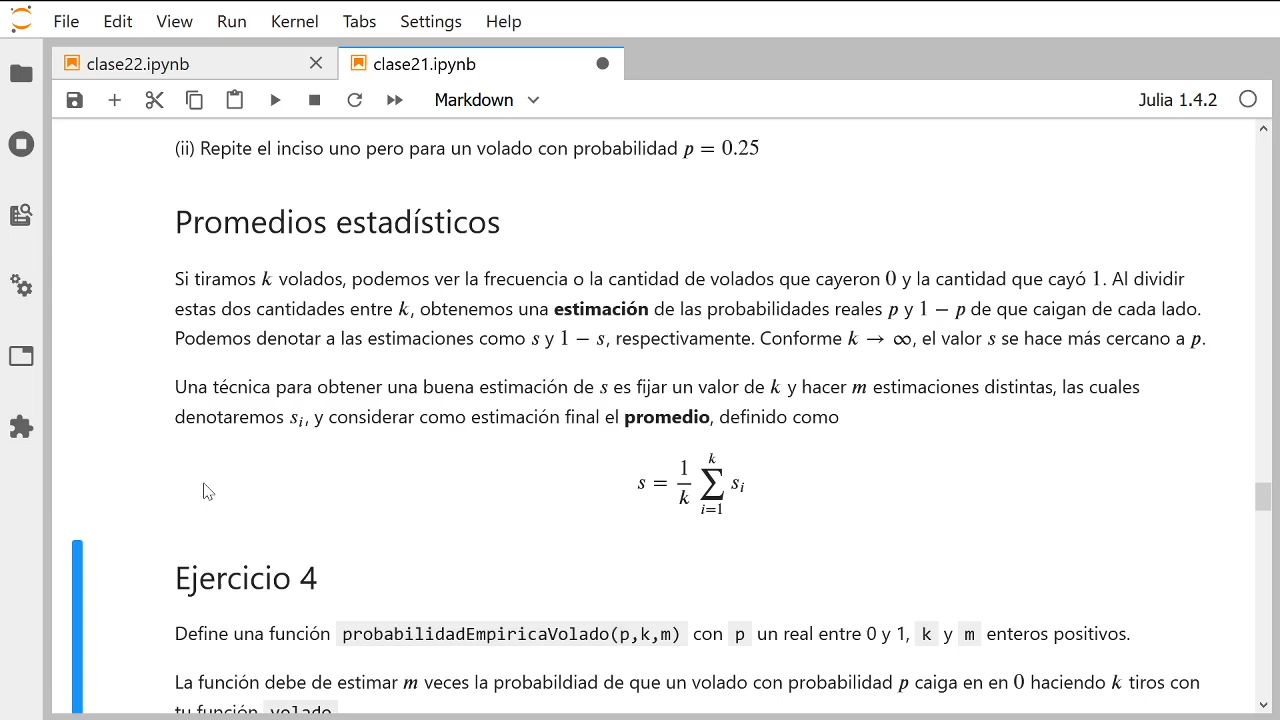 File Edit View Run Kernel Tabs Settings Help
clase22.ipynb clase21.ipynb
Markdown Julia 1.4.2
(ii) Repite el inciso uno pero para un volado con probabilidad p = 0.25
Promedios estadísticos
Si tiramos k volados, podemos ver la frecuencia o la cantidad de volados que cayeron 0 y la cantidad que cayó 1. Al dividir
estas dos cantidades entre k, obtenemos una estimación de las probabilidades reales p y 1 − p de que caigan de cada lado.
Podemos denotar a las estimaciones como s y 1 − s, respectivamente. Conforme k → ∞, el valor s se hace más cercano a p.
Una técnica para obtener una buena estimación de s es fijar un valor de k y hacer m estimaciones distintas, las cuales
denotaremos sᵢ, y considerar como estimación final el promedio, definido como
s = 1/k ∑_{i=1}^{k} sᵢ
Ejercicio 4
Define una función probabilidadEmpiricaVolado(p,k,m) con p un real entre 0 y 1, k y m enteros positivos.
La función debe de estimar m veces la probabildiad de que un volado con probabilidad p caiga en en 0 haciendo k tiros con
tu función volado